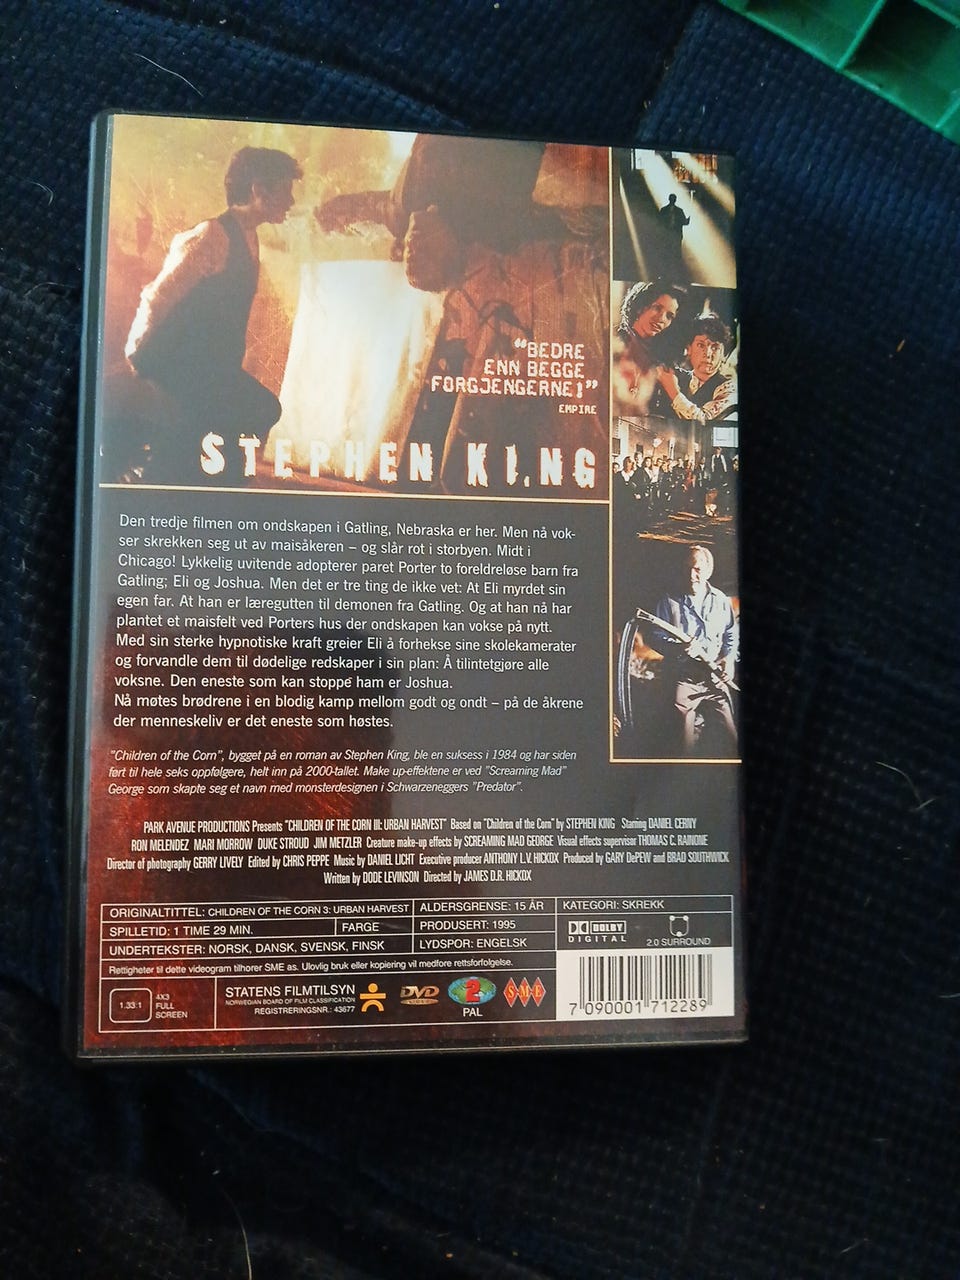 “BEDRE
ENN BEGGE
FORGJENGERNE!”
EMPIRE
STEPHEN KING
Den tredje filmen om ondskapen i Gatling, Nebraska er her. Men nå vok-
ser skrekken seg ut av maisåkeren – og slår rot i storbyen. Midt i
Chicago! Lykkelig uvitende adopterer paret Porter to foreldreløse barn fra
Gatling; Eli og Joshua. Men det er tre ting de ikke vet: At Eli myrdet sin
egen far. At han er læregutten til demonen fra Gatling. Og at han nå har
plantet et maisfelt ved Porters hus der ondskapen kan vokse på nytt.
Med sin sterke hypnotiske kraft greier Eli å forhekse sine skolekamerater
og forvandle dem til dødelige redskaper i sin plan: Å tilintetgjøre alle
voksne. Den eneste som kan stoppe ham er Joshua.
Nå møtes brødrene i en blodig kamp mellom godt og ondt – på de åkrene
der menneskeliv er det eneste som høstes.
"Children of the Corn", bygget på en roman av Stephen King, ble en suksess i 1984 og har siden
ført til hele seks oppfølgere, helt inn på 2000-tallet. Make up-effektene er ved "Screaming Mad"
George som skapte seg et navn med monsterdesignen i Schwarzeneggers "Predator".
PARK AVENUE PRODUCTIONS Presents "CHILDREN OF THE CORN III: URBAN HARVEST" Based on "Children of the Corn" by STEPHEN KING Starring DANIEL CERNY
RON MELENDEZ MARI MORROW DUKE STROUD JIM METZLER Creature make-up effects by SCREAMING MAD GEORGE Visual effects supervisor THOMAS C. RAINONE
Director of photography GERRY LIVELY Edited by CHRIS PEPPE Music by DANIEL LICHT Executive producer ANTHONY L.V. HICKOX Produced by GARY DePEW and BRAD SOUTHWICK
Written by DODE LEVINSON Directed by JAMES D.R. HICKOX
ORIGINALTITTEL: CHILDREN OF THE CORN 3: URBAN HARVEST
ALDERSGRENSE: 15 ÅR
KATEGORI: SKREKK
SPILLETID: 1 TIME 29 MIN.
FARGE
PRODUSERT: 1995
UNDERTEKSTER: NORSK, DANSK, SVENSK, FINSK
LYDSPOR: ENGELSK
DOLBY
DIGITAL
2.0 SURROUND
Rettigheter til dette videogram tilhører SME as. Ulovlig bruk eller kopiering vil medføre rettsforfølgelse.
1.33:1
4X3
FULL
SCREEN
STATENS FILMTILSYN
NORWEGIAN BOARD OF FILM CLASSIFICATION
REGISTRERINGSNR.: 43677
DVD
VIDEO
2
PAL
SME
7 090001 712289